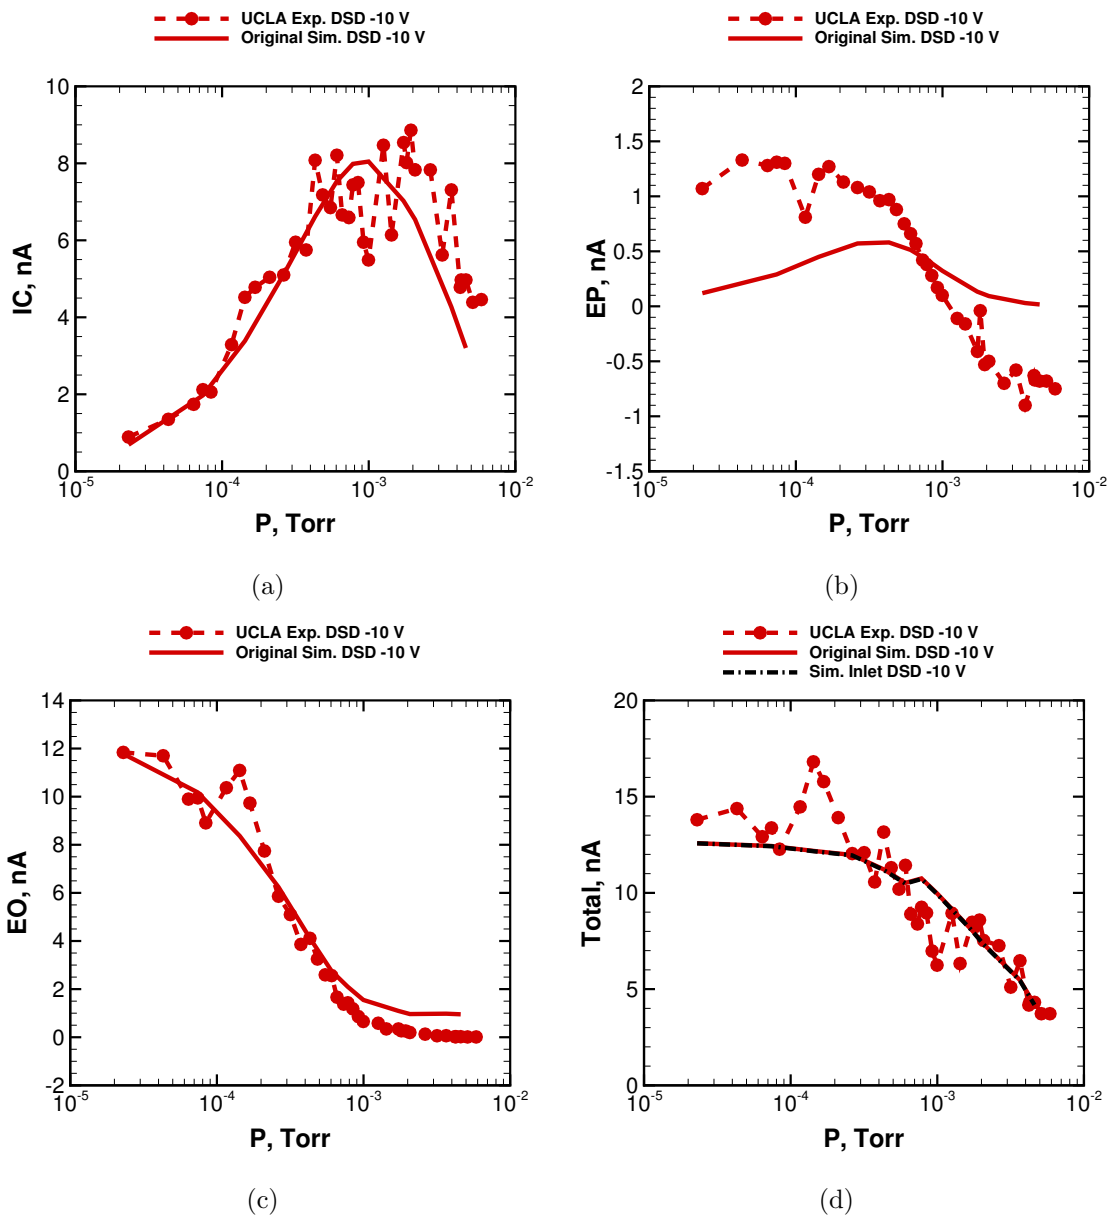 UCLA Exp. DSD -10 V
Original Sim. DSD -10 V
IC, nA
10
8
6
4
2
0
10-5
10-4
10-3
10-2
P, Torr
(a)
UCLA Exp. DSD -10 V
Original Sim. DSD -10 V
EP, nA
2
1.5
1
0.5
0
-0.5
-1
-1.5
10-5
10-4
10-3
10-2
P, Torr
(b)
UCLA Exp. DSD -10 V
Original Sim. DSD -10 V
EO, nA
14
12
10
8
6
4
2
0
-2
10-5
10-4
10-3
10-2
P, Torr
(c)
UCLA Exp. DSD -10 V
Original Sim. DSD -10 V
Sim. Inlet DSD -10 V
Total, nA
20
15
10
5
0
10-5
10-4
10-3
10-2
P, Torr
(d)